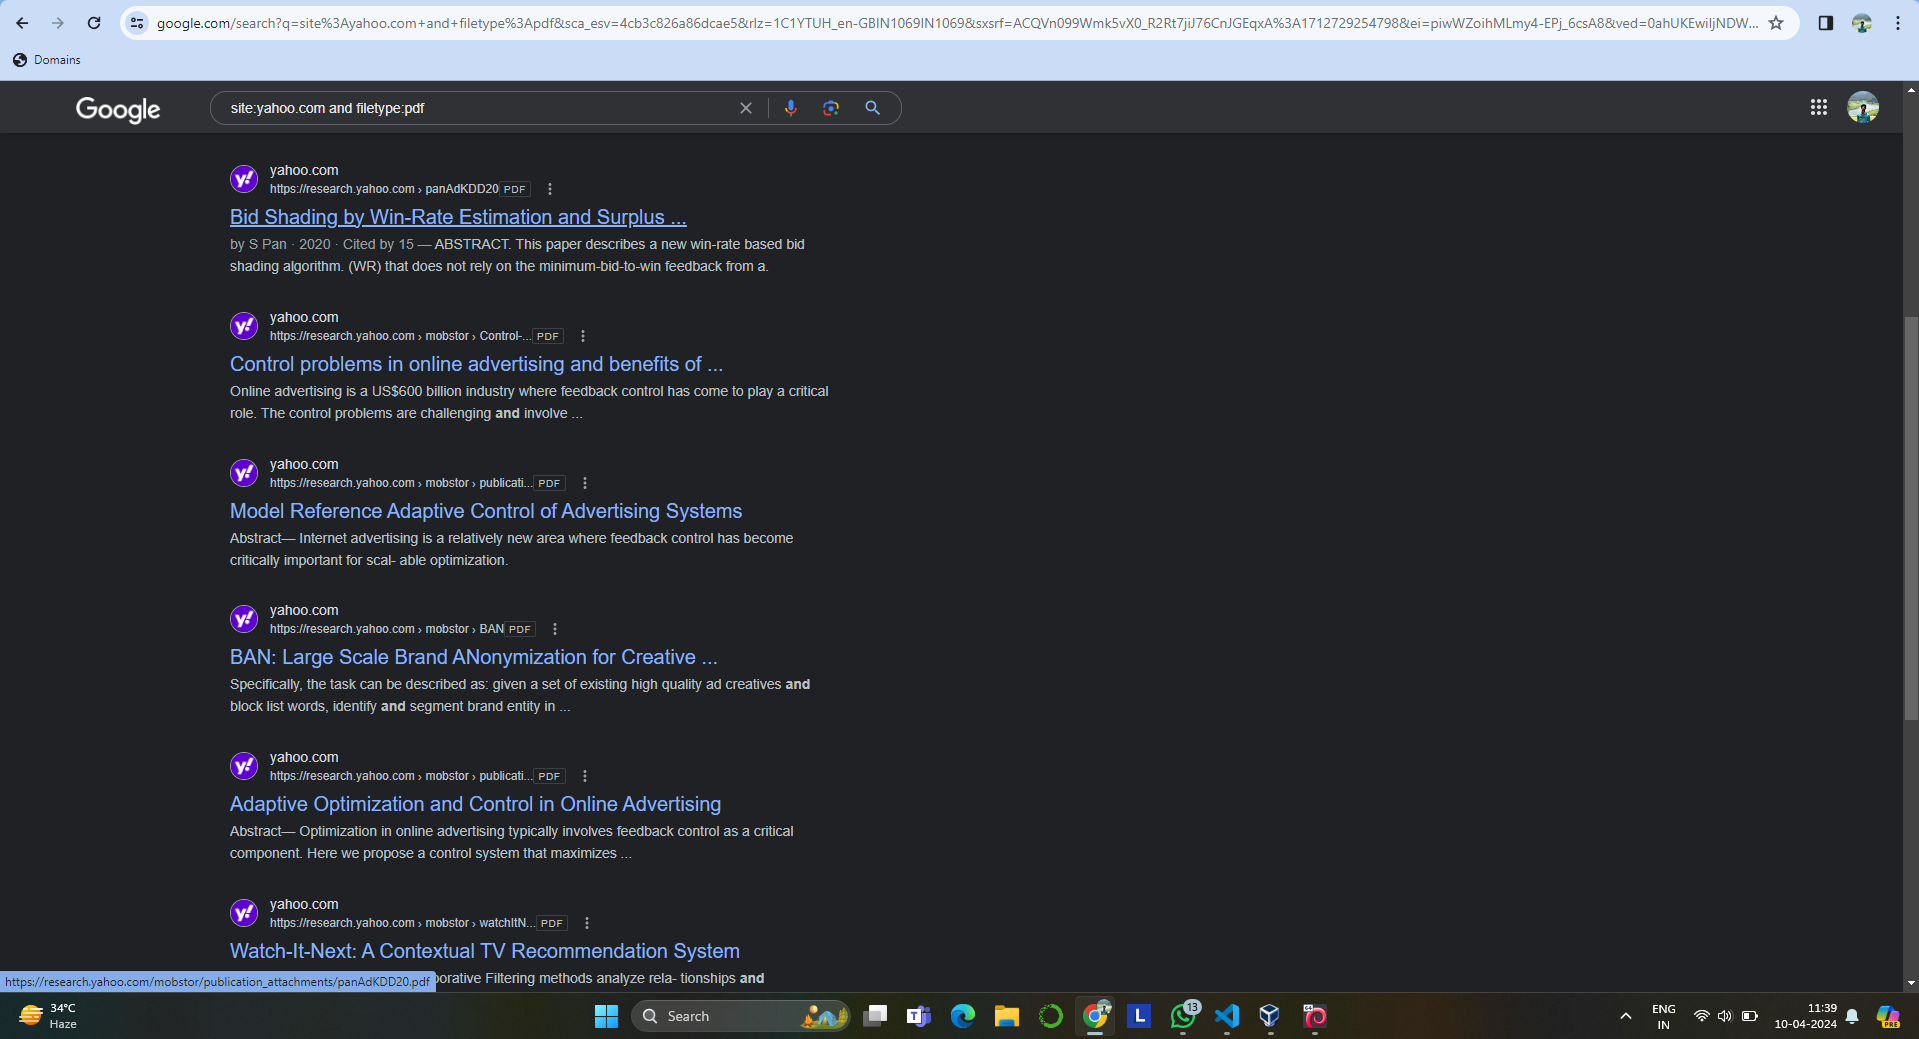 google.com/search?q=site%3Ayahoo.com+and+filetype%3Apdf&sca_esv=4cb3c826a86dcae5&rlz=1C1YTUH_en-GBIN1069IN1069&sxsrf=ACQVn099Wmk5vX0_R2Rt7jiJ76CnJGEqxA%3A1712729254798&ei=piwWZoihMLmy4-EPj_6csA8&ved=0ahUKEwiljNDW...
Domains
Google
site:yahoo.com and filetype:pdf
yahoo.com
https://research.yahoo.com › panAdKDD20 PDF
Bid Shading by Win-Rate Estimation and Surplus ...
by S Pan · 2020 · Cited by 15 — ABSTRACT. This paper describes a new win-rate based bid
shading algorithm. (WR) that does not rely on the minimum-bid-to-win feedback from a.
yahoo.com
https://research.yahoo.com › mobstor › Control-... PDF
Control problems in online advertising and benefits of ...
Online advertising is a US$600 billion industry where feedback control has come to play a critical
role. The control problems are challenging and involve ...
yahoo.com
https://research.yahoo.com › mobstor › publicati... PDF
Model Reference Adaptive Control of Advertising Systems
Abstract— Internet advertising is a relatively new area where feedback control has become
critically important for scal- able optimization.
yahoo.com
https://research.yahoo.com › mobstor › BAN PDF
BAN: Large Scale Brand ANonymization for Creative ...
Specifically, the task can be described as: given a set of existing high quality ad creatives and
block list words, identify and segment brand entity in ...
yahoo.com
https://research.yahoo.com › mobstor › publicati... PDF
Adaptive Optimization and Control in Online Advertising
Abstract— Optimization in online advertising typically involves feedback control as a critical
component. Here we propose a control system that maximizes ...
yahoo.com
https://research.yahoo.com › mobstor › watchItN... PDF
Watch-It-Next: A Contextual TV Recommendation System
orative Filtering methods analyze rela- tionships and
https://research.yahoo.com/mobstor/publication_attachments/panAdKDD20.pdf
34°C
Haze
Search
13
ENG
IN
11:39
10-04-2024